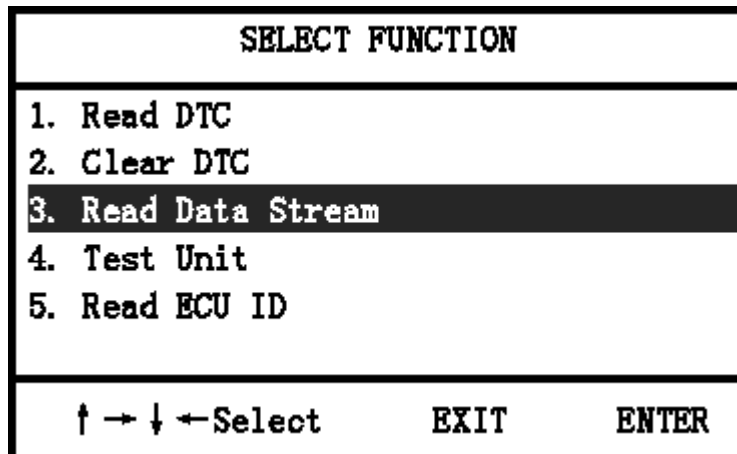 SELECT FUNCTION
1. Read DTC
2. Clear DTC
3. Read Data Stream
4. Test Unit
5. Read ECU ID
↑→↓←Select EXIT ENTER